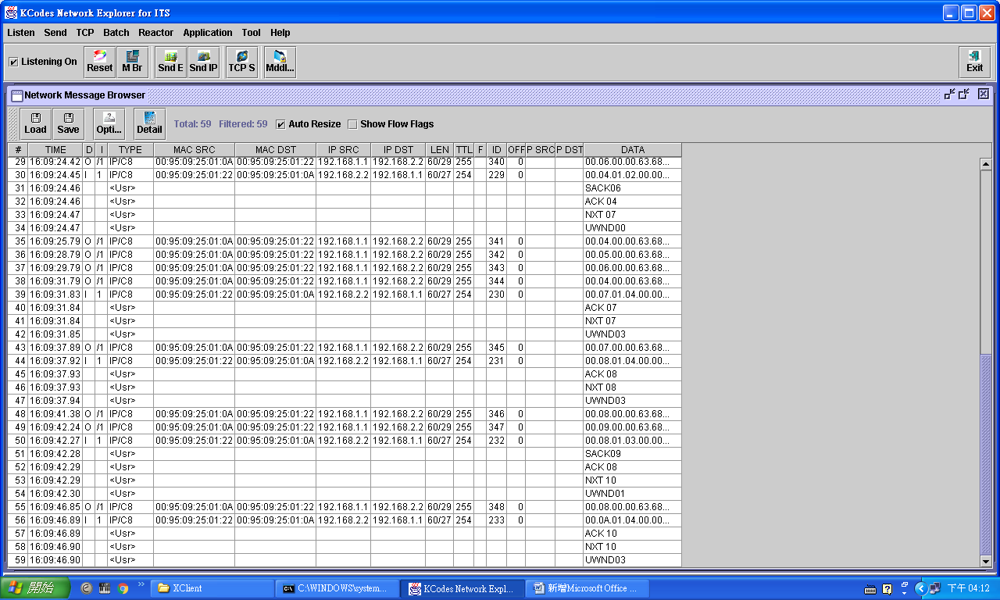 KCodes Network Explorer for ITS
Listen Send TCP Batch Reactor Application Tool Help
Listening On Reset M Br Snd E Snd IP TCP S Mddl... Exit
Network Message Browser
Load Save Opti... Detail Total: 59 Filtered: 59 Auto Resize Show Flow Flags
# TIME D I TYPE MAC SRC MAC DST IP SRC IP DST LEN TTL F ID OFF P SRC P DST DATA
29 16:09:24.42 O /1 IP/C8 00:95:09:25:01:0A 00:95:09:25:01:22 192.168.1.1 192.168.2.2 60/29 255 340 0 00.06.00.00.63.68...
30 16:09:24.45 I 1 IP/C8 00:95:09:25:01:22 00:95:09:25:01:0A 192.168.2.2 192.168.1.1 60/27 254 229 0 00.04.01.02.00.00...
31 16:09:24.46 <Usr> SACK06
32 16:09:24.46 <Usr> ACK 04
33 16:09:24.47 <Usr> NXT 07
34 16:09:24.47 <Usr> UWND00
35 16:09:25.79 O /1 IP/C8 00:95:09:25:01:0A 00:95:09:25:01:22 192.168.1.1 192.168.2.2 60/29 255 341 0 00.04.00.00.63.68...
36 16:09:28.79 O /1 IP/C8 00:95:09:25:01:0A 00:95:09:25:01:22 192.168.1.1 192.168.2.2 60/29 255 342 0 00.05.00.00.63.68...
37 16:09:29.79 O /1 IP/C8 00:95:09:25:01:0A 00:95:09:25:01:22 192.168.1.1 192.168.2.2 60/29 255 343 0 00.06.00.00.63.68...
38 16:09:31.79 O /1 IP/C8 00:95:09:25:01:0A 00:95:09:25:01:22 192.168.1.1 192.168.2.2 60/29 255 344 0 00.04.00.00.63.68...
39 16:09:31.83 I 1 IP/C8 00:95:09:25:01:22 00:95:09:25:01:0A 192.168.2.2 192.168.1.1 60/27 254 230 0 00.07.01.04.00.00...
40 16:09:31.84 <Usr> ACK 07
41 16:09:31.84 <Usr> NXT 07
42 16:09:31.85 <Usr> UWND03
43 16:09:37.89 O /1 IP/C8 00:95:09:25:01:0A 00:95:09:25:01:22 192.168.1.1 192.168.2.2 60/29 255 345 0 00.07.00.00.63.68...
44 16:09:37.92 I 1 IP/C8 00:95:09:25:01:22 00:95:09:25:01:0A 192.168.2.2 192.168.1.1 60/27 254 231 0 00.08.01.04.00.00...
45 16:09:37.93 <Usr> ACK 08
46 16:09:37.93 <Usr> NXT 08
47 16:09:37.94 <Usr> UWND03
48 16:09:41.38 O /1 IP/C8 00:95:09:25:01:0A 00:95:09:25:01:22 192.168.1.1 192.168.2.2 60/29 255 346 0 00.08.00.00.63.68...
49 16:09:42.24 O /1 IP/C8 00:95:09:25:01:0A 00:95:09:25:01:22 192.168.1.1 192.168.2.2 60/29 255 347 0 00.09.00.00.63.68...
50 16:09:42.27 I 1 IP/C8 00:95:09:25:01:22 00:95:09:25:01:0A 192.168.2.2 192.168.1.1 60/27 254 232 0 00.08.01.03.00.00...
51 16:09:42.28 <Usr> SACK09
52 16:09:42.29 <Usr> ACK 08
53 16:09:42.29 <Usr> NXT 10
54 16:09:42.30 <Usr> UWND01
55 16:09:46.85 O /1 IP/C8 00:95:09:25:01:0A 00:95:09:25:01:22 192.168.1.1 192.168.2.2 60/29 255 348 0 00.08.00.00.63.68...
56 16:09:46.89 I 1 IP/C8 00:95:09:25:01:22 00:95:09:25:01:0A 192.168.2.2 192.168.1.1 60/27 254 233 0 00.0A.01.04.00.00...
57 16:09:46.89 <Usr> ACK 10
58 16:09:46.90 <Usr> NXT 10
59 16:09:46.90 <Usr> UWND03
開始 XClient C:\WINDOWS\system... KCodes Network Expl... 新增Microsoft Office ... 下午 04:12